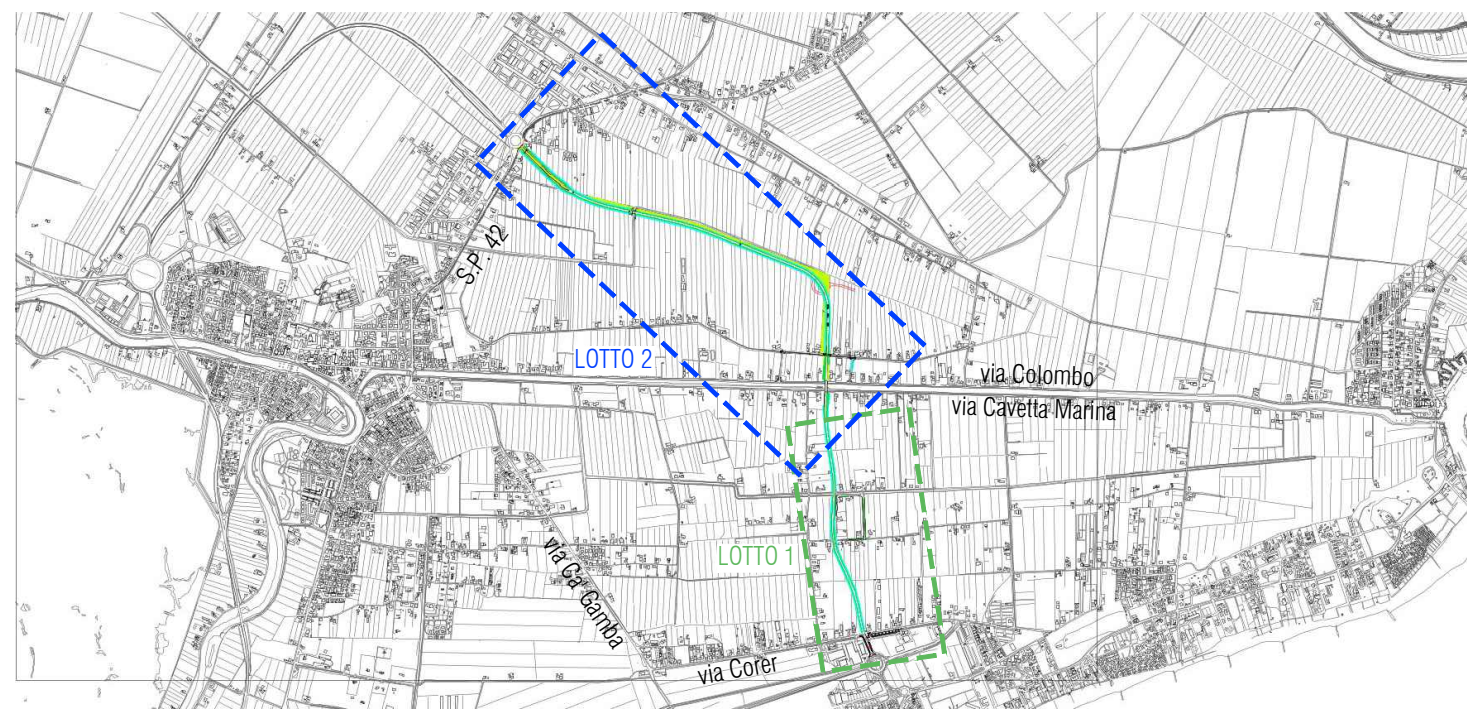 S.P. 42
LOTTO 2
via Colombo
via Cavetta Marina
LOTTO 1
via Ca' Gamba
via Corer